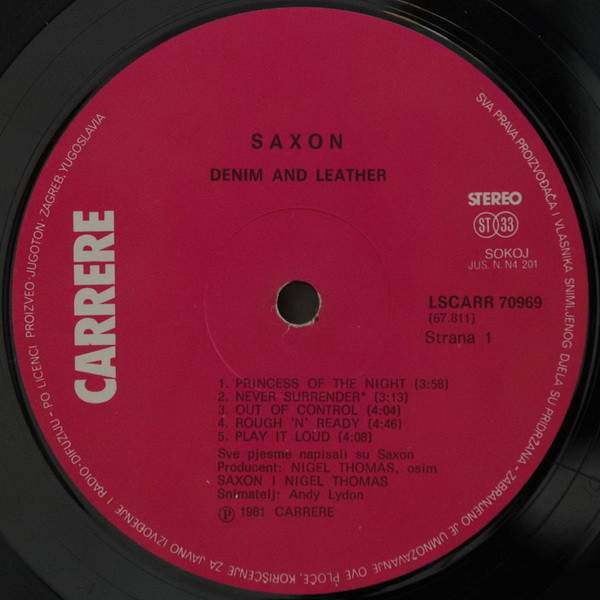 SAXON
DENIM AND LEATHER
CARRERE
STEREO
ST 33
SOKOJ
JUS. N. N4 201
LSCARR 70969
(67.811)
Strana 1
1. PRINCESS OF THE NIGHT (3:58)
2. NEVER SURRENDER* (3:13)
3. OUT OF CONTROL (4:04)
4. ROUGH 'N' READY (4:46)
5. PLAY IT LOUD (4:08)
Sve pjesme napisali su Saxon
Producent: NIGEL THOMAS, osim
SAXON I NIGEL THOMAS
Snimatelj: Andy Lydon
Ⓟ 1981 CARRERE
SVA PRAVA PROIZVOĐAČA I VLASNIKA SNIMLJENOG DJELA SU PRIDRŽANA - ZABRANJENO JE UMNOŽAVANJE OVE PLOČE, KORIŠĆENJE ZA JAVNO IZVOĐENJE I RADIO-DIFUZIJU - PO LICENCI PROIZVEO JUGOTON - ZAGREB, YUGOSLAVIA